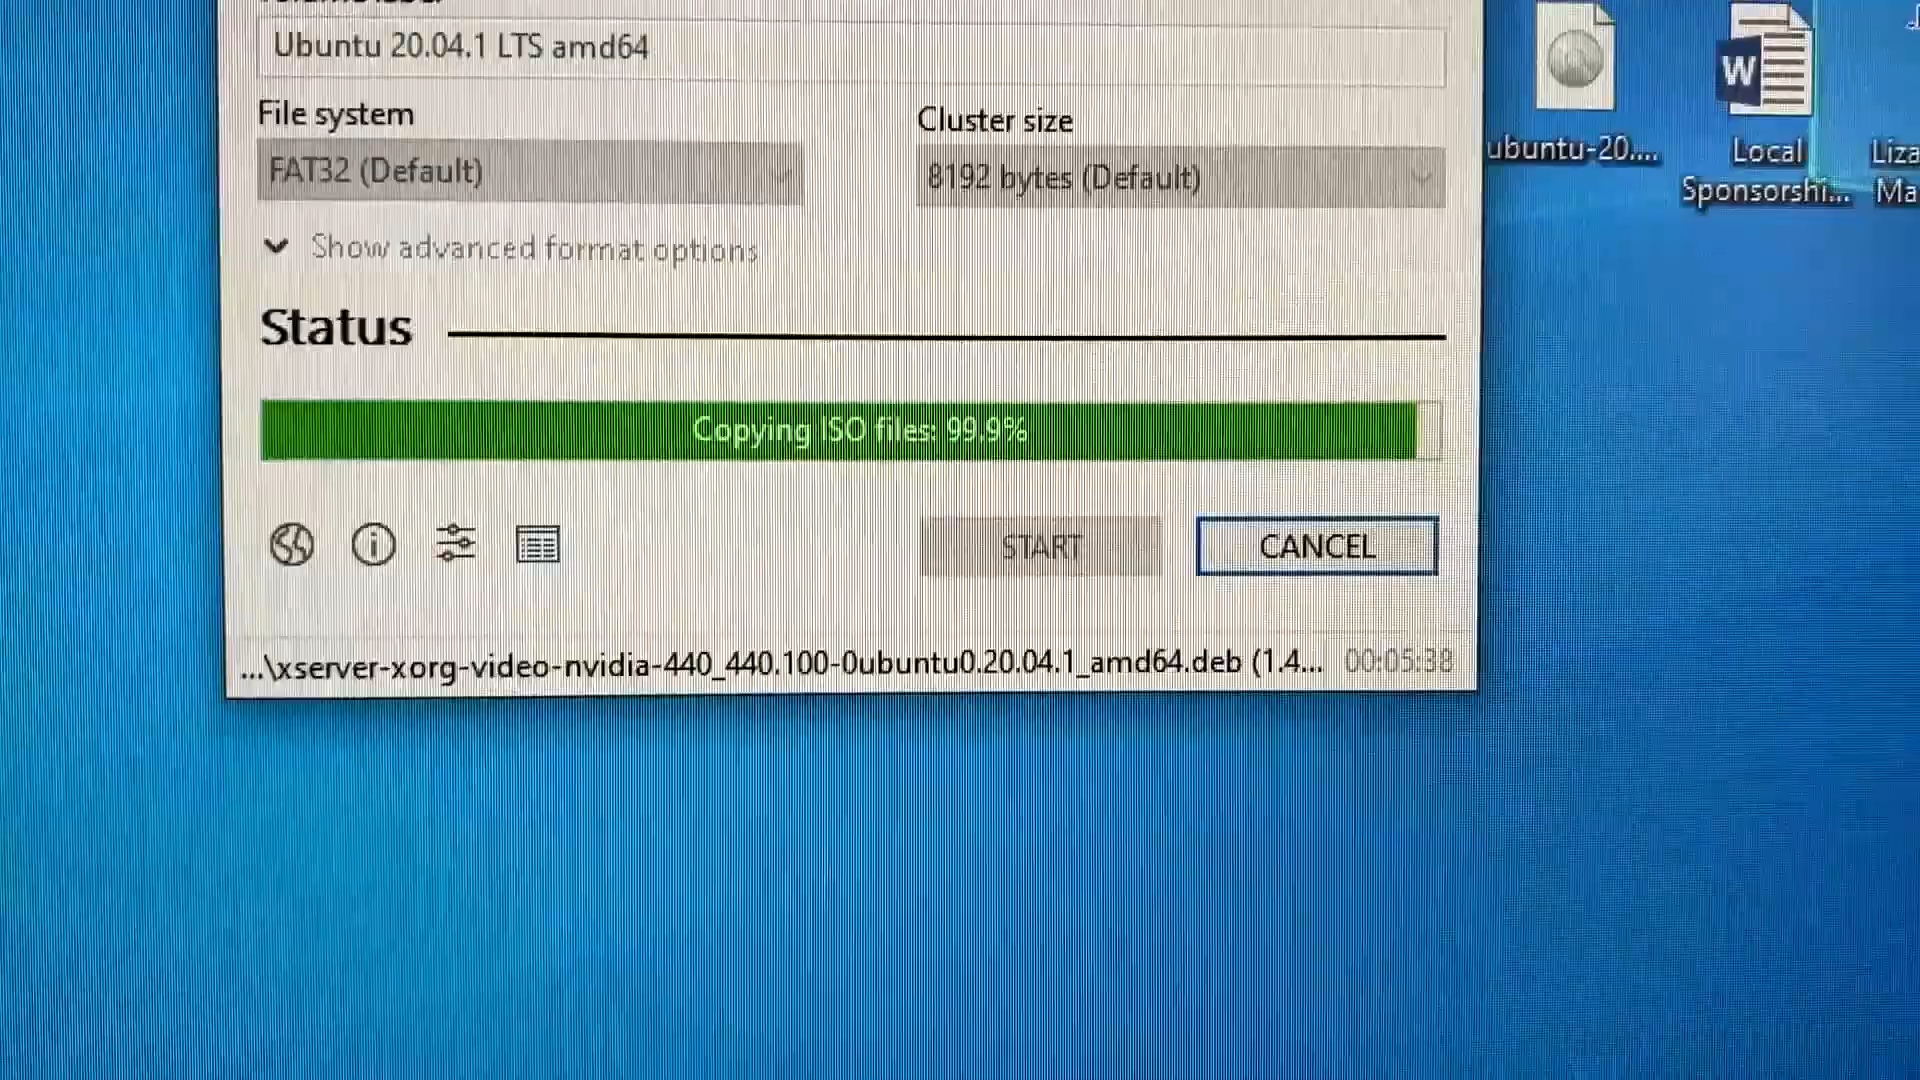 Ubuntu 20.04.1 LTS amd64
File system
Cluster size
FAT32 (Default)
8192 bytes (Default)
Show advanced format options
Status
Copying ISO files: 99.9%
START
CANCEL
...\xserver-xorg-video-nvidia-440_440.100-0ubuntu0.20.04.1_amd64.deb (1.4...
00:05:38
ubuntu-20....
W
Local
Sponsorshi...
Liza
Ma